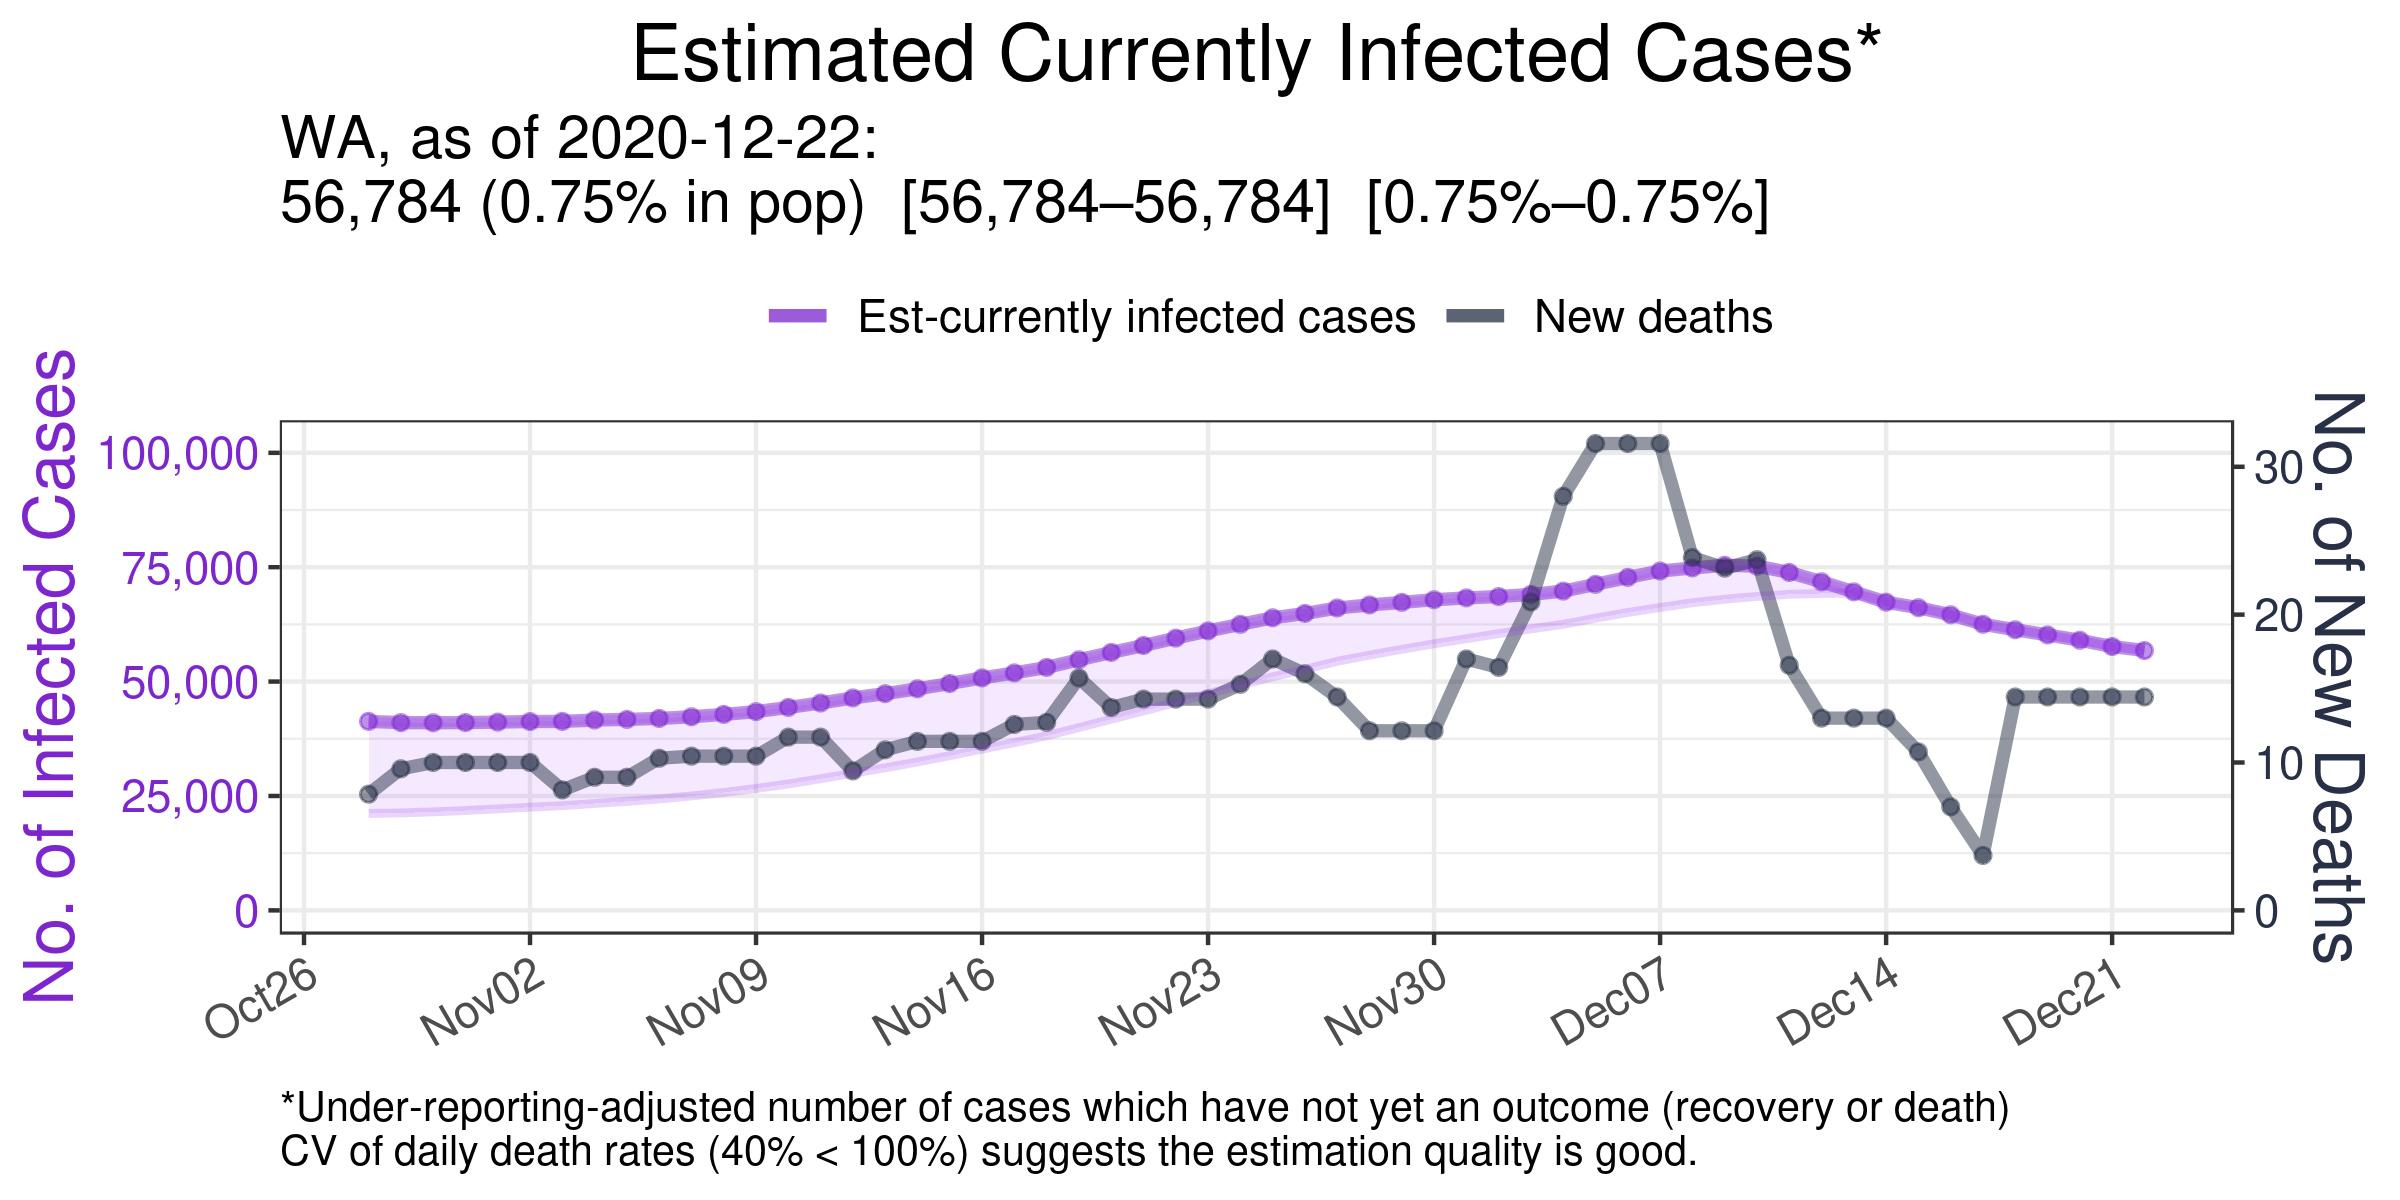 Estimated Currently Infected Cases*
WA, as of 2020-12-22:
56,784 (0.75% in pop)  [56,784–56,784]  [0.75%–0.75%]
Est-currently infected cases
New deaths
No. of Infected Cases
100,000
75,000
50,000
25,000
0
30
20
10
0
No. of New Deaths
Oct26
Nov02
Nov09
Nov16
Nov23
Nov30
Dec07
Dec14
Dec21
*Under-reporting-adjusted number of cases which have not yet an outcome (recovery or death)
CV of daily death rates (40% < 100%) suggests the estimation quality is good.